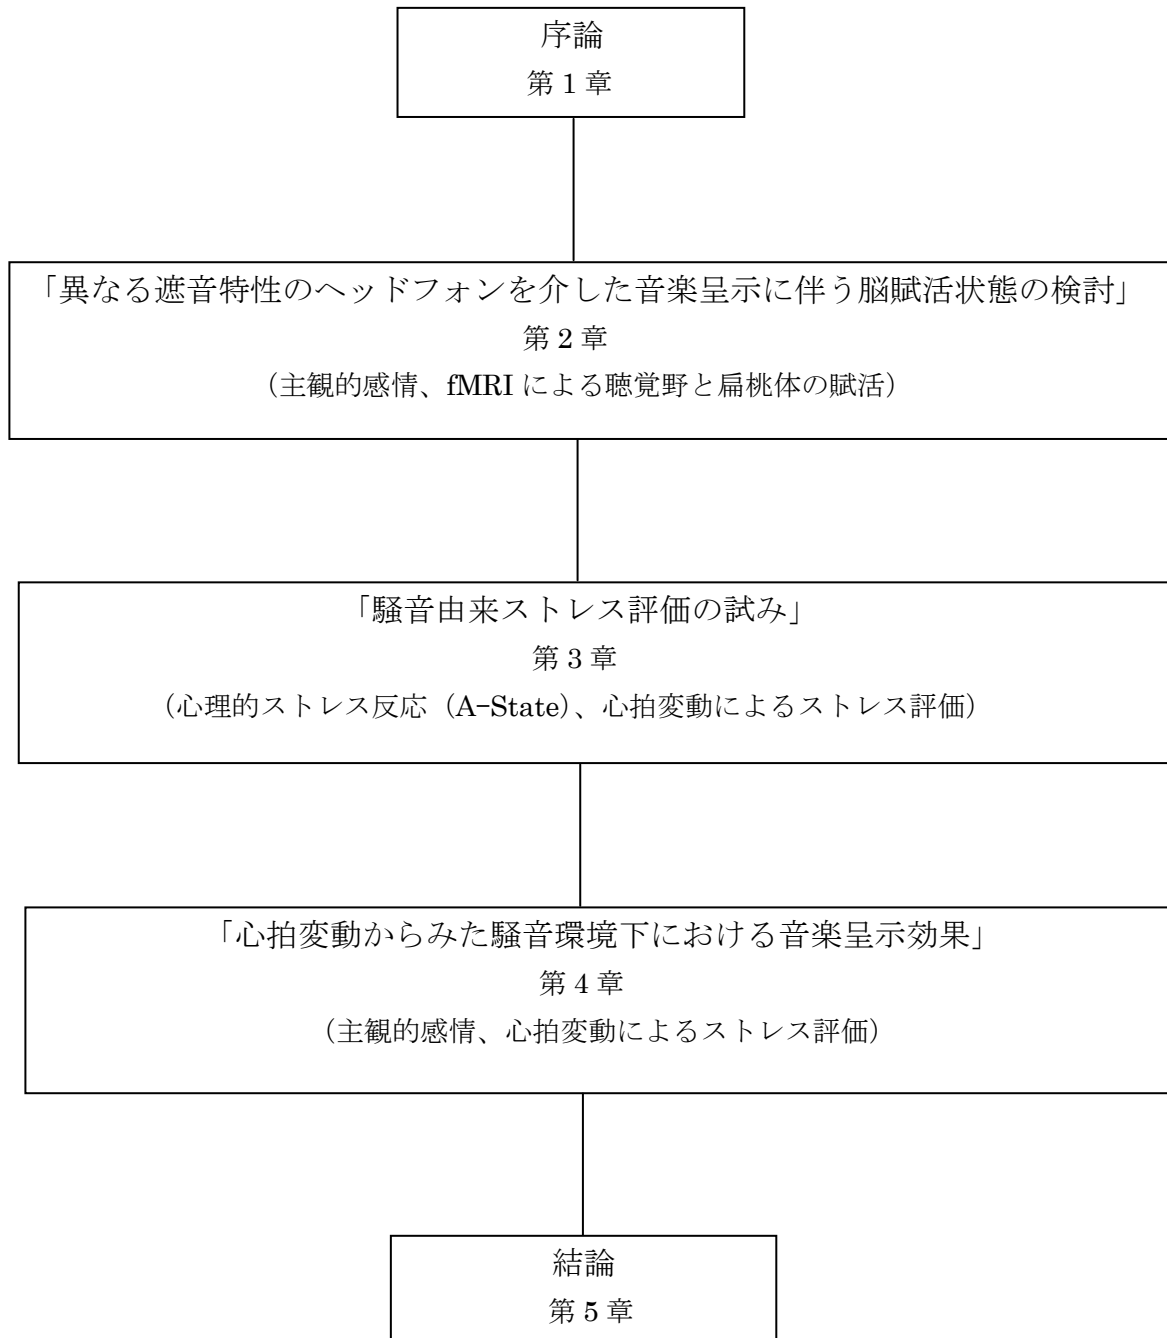 序論
第 1 章
「異なる遮音特性のヘッドフォンを介した音楽呈示に伴う脳賦活状態の検討」
第 2 章
（主観的感情、fMRI による聴覚野と扁桃体の賦活）
「騒音由来ストレス評価の試み」
第 3 章
（心理的ストレス反応（A-State）、心拍変動によるストレス評価）
「心拍変動からみた騒音環境下における音楽呈示効果」
第 4 章
（主観的感情、心拍変動によるストレス評価）
結論
第 5 章